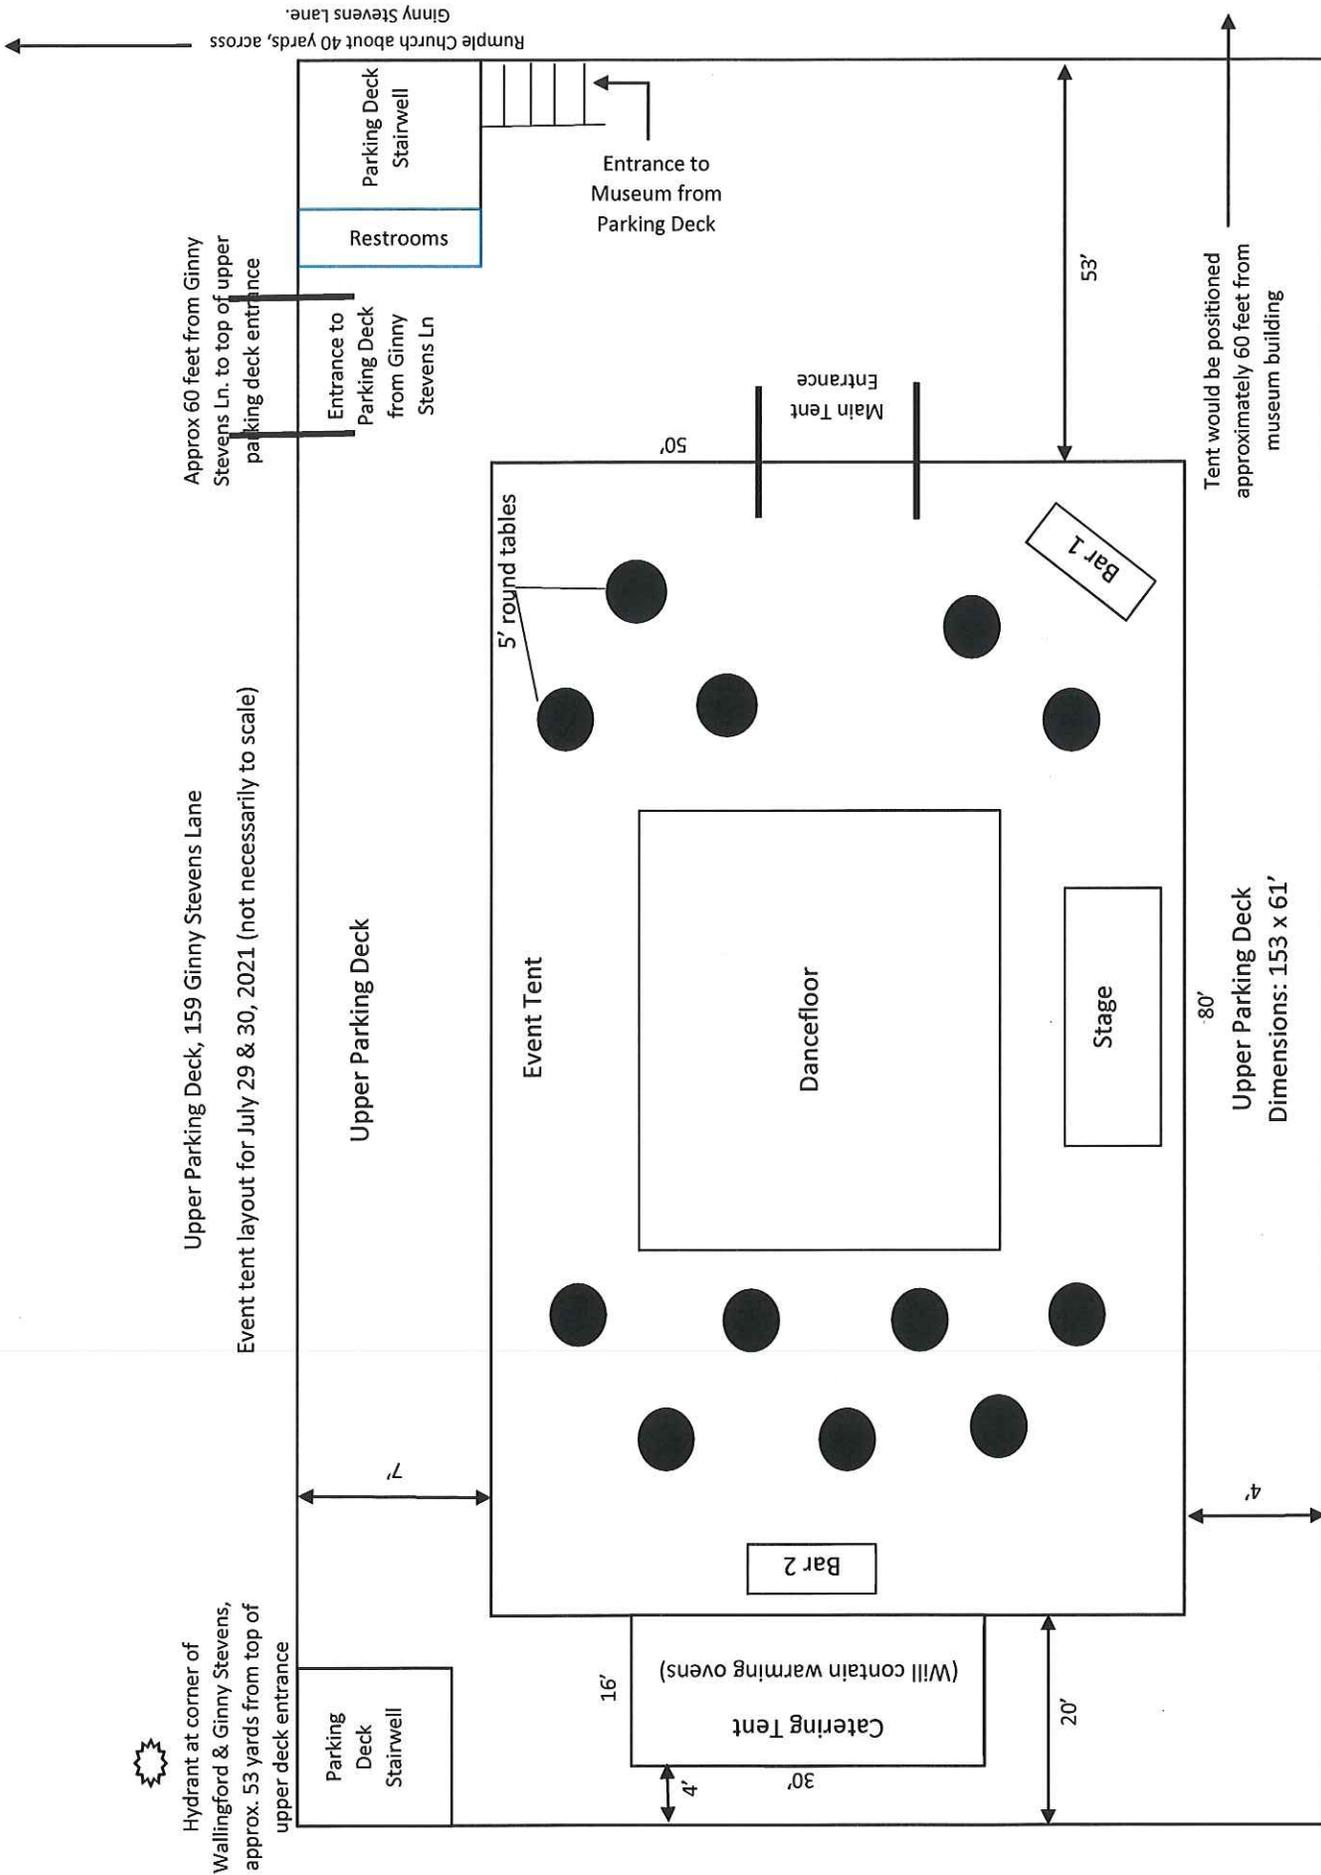 Rumple Church about 40 yards, across
Ginny Stevens Lane.
Upper Parking Deck, 159 Ginny Stevens Lane
Event tent layout for July 29 & 30, 2021 (not necessarily to scale)
Hydrant at corner of
Wallingford & Ginny Stevens,
approx. 53 yards from top of
upper deck entrance
Approx 60 feet from Ginny
Stevens Ln. to top of upper
parking deck entrance
Parking
Deck
Stairwell
Upper Parking Deck
Entrance to
Parking Deck
from Ginny
Stevens Ln
Restrooms
Parking Deck
Stairwell
Entrance to
Museum from
Parking Deck
7'
Event Tent
5' round tables
50'
Main Tent
Entrance
53'
16'
Catering Tent
(Will contain warming ovens)
30'
4'
20'
Bar 2
Dancefloor
Stage
Bar 1
80'
4'
Upper Parking Deck
Dimensions: 153 x 61'
Tent would be positioned
approximately 60 feet from
museum building